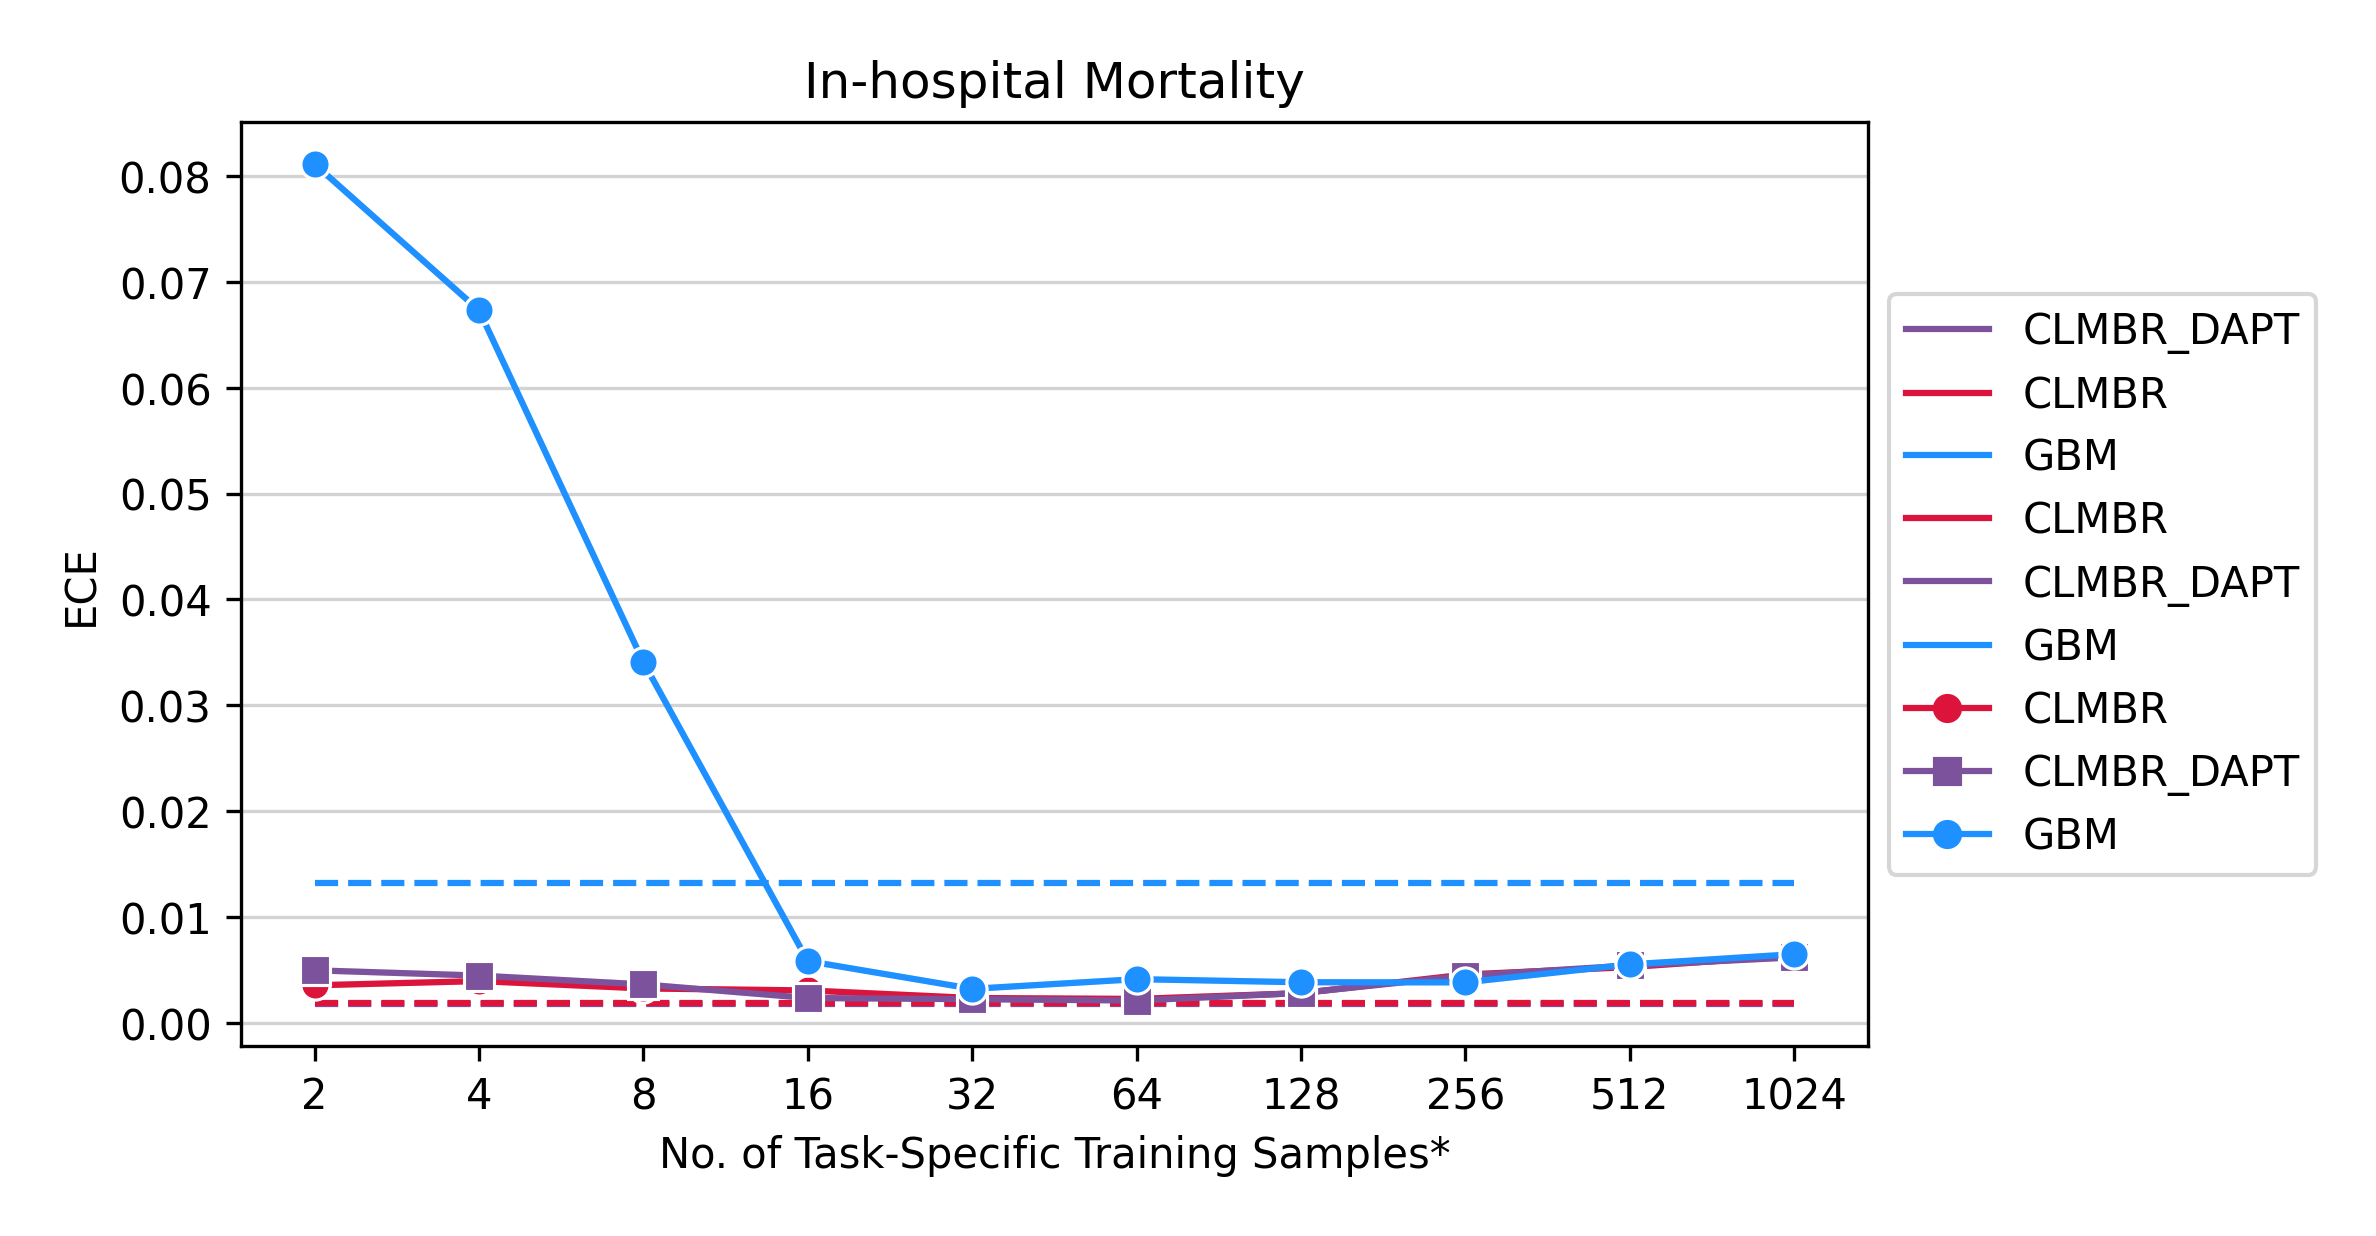 In-hospital Mortality
0.08
0.07
0.06
0.05
0.04
0.03
0.02
0.01
0.00
ECE
2 4 8 16 32 64 128 256 512 1024
No. of Task-Specific Training Samples*
CLMBR_DAPT
CLMBR
GBM
CLMBR
CLMBR_DAPT
GBM
CLMBR
CLMBR_DAPT
GBM